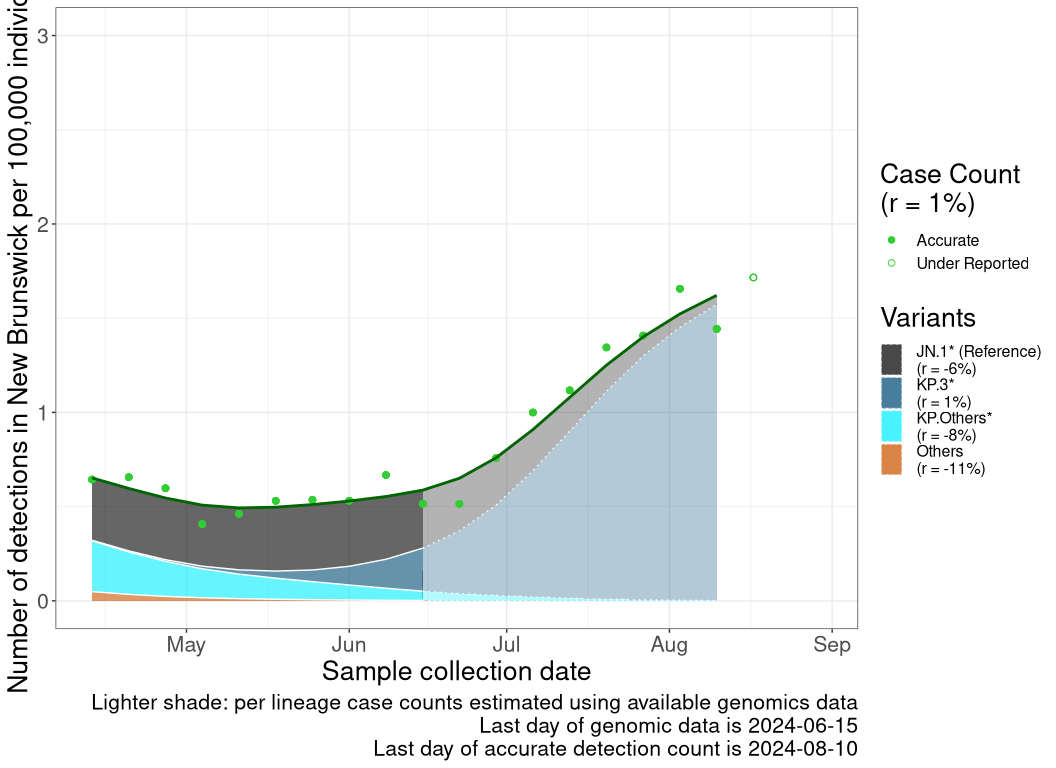 Number of detections in New Brunswick per 100,000
3
2
1
0
May Jun Jul Aug Sep
Sample collection date
Lighter shade: per lineage case counts estimated using available genomics data
Last day of genomic data is 2024-06-15
Last day of accurate detection count is 2024-08-10
Case Count
(r = 1%)
Accurate
Under Reported
Variants
JN.1* (Reference)
(r = -6%)
KP.3*
(r = 1%)
KP.Others*
(r = -8%)
Others
(r = -11%)